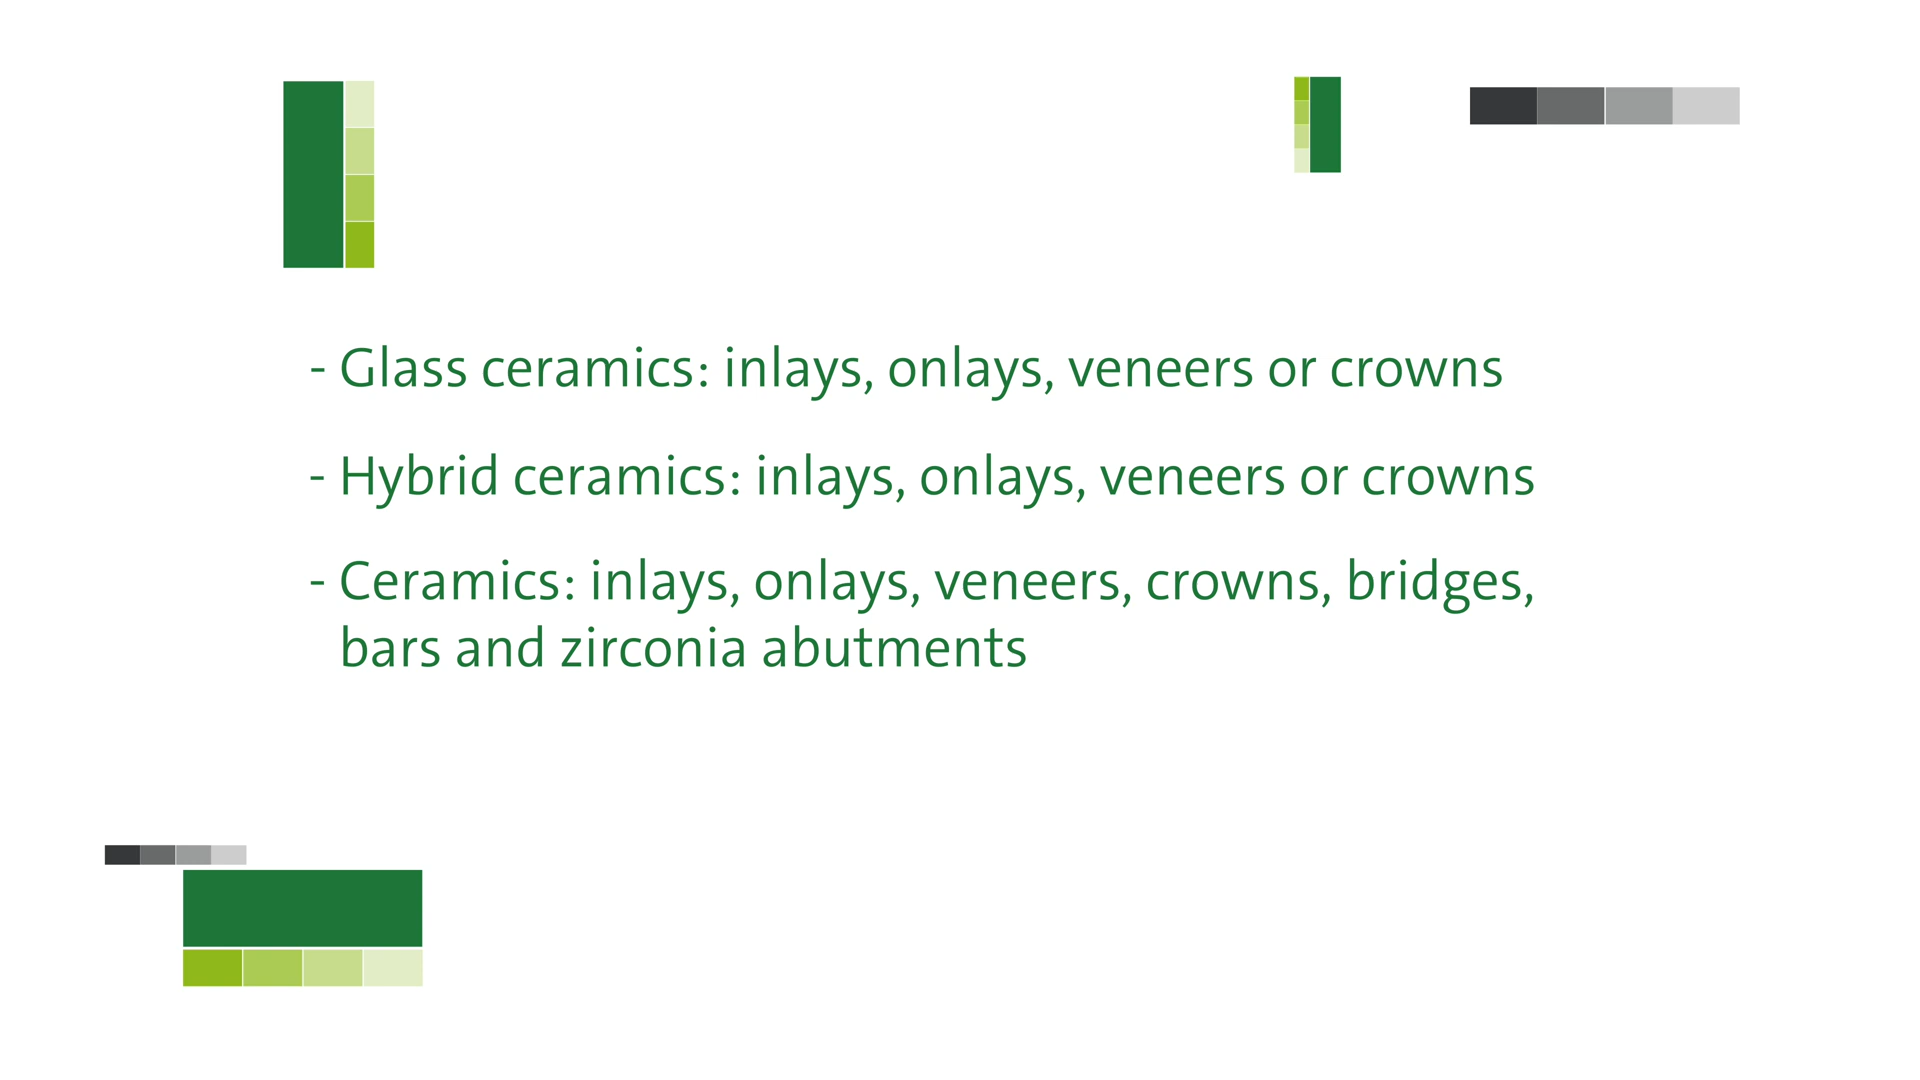 - Glass ceramics: inlays, onlays, veneers or crowns
- Hybrid ceramics: inlays, onlays, veneers or crowns
- Ceramics: inlays, onlays, veneers, crowns, bridges,
bars and zirconia abutments